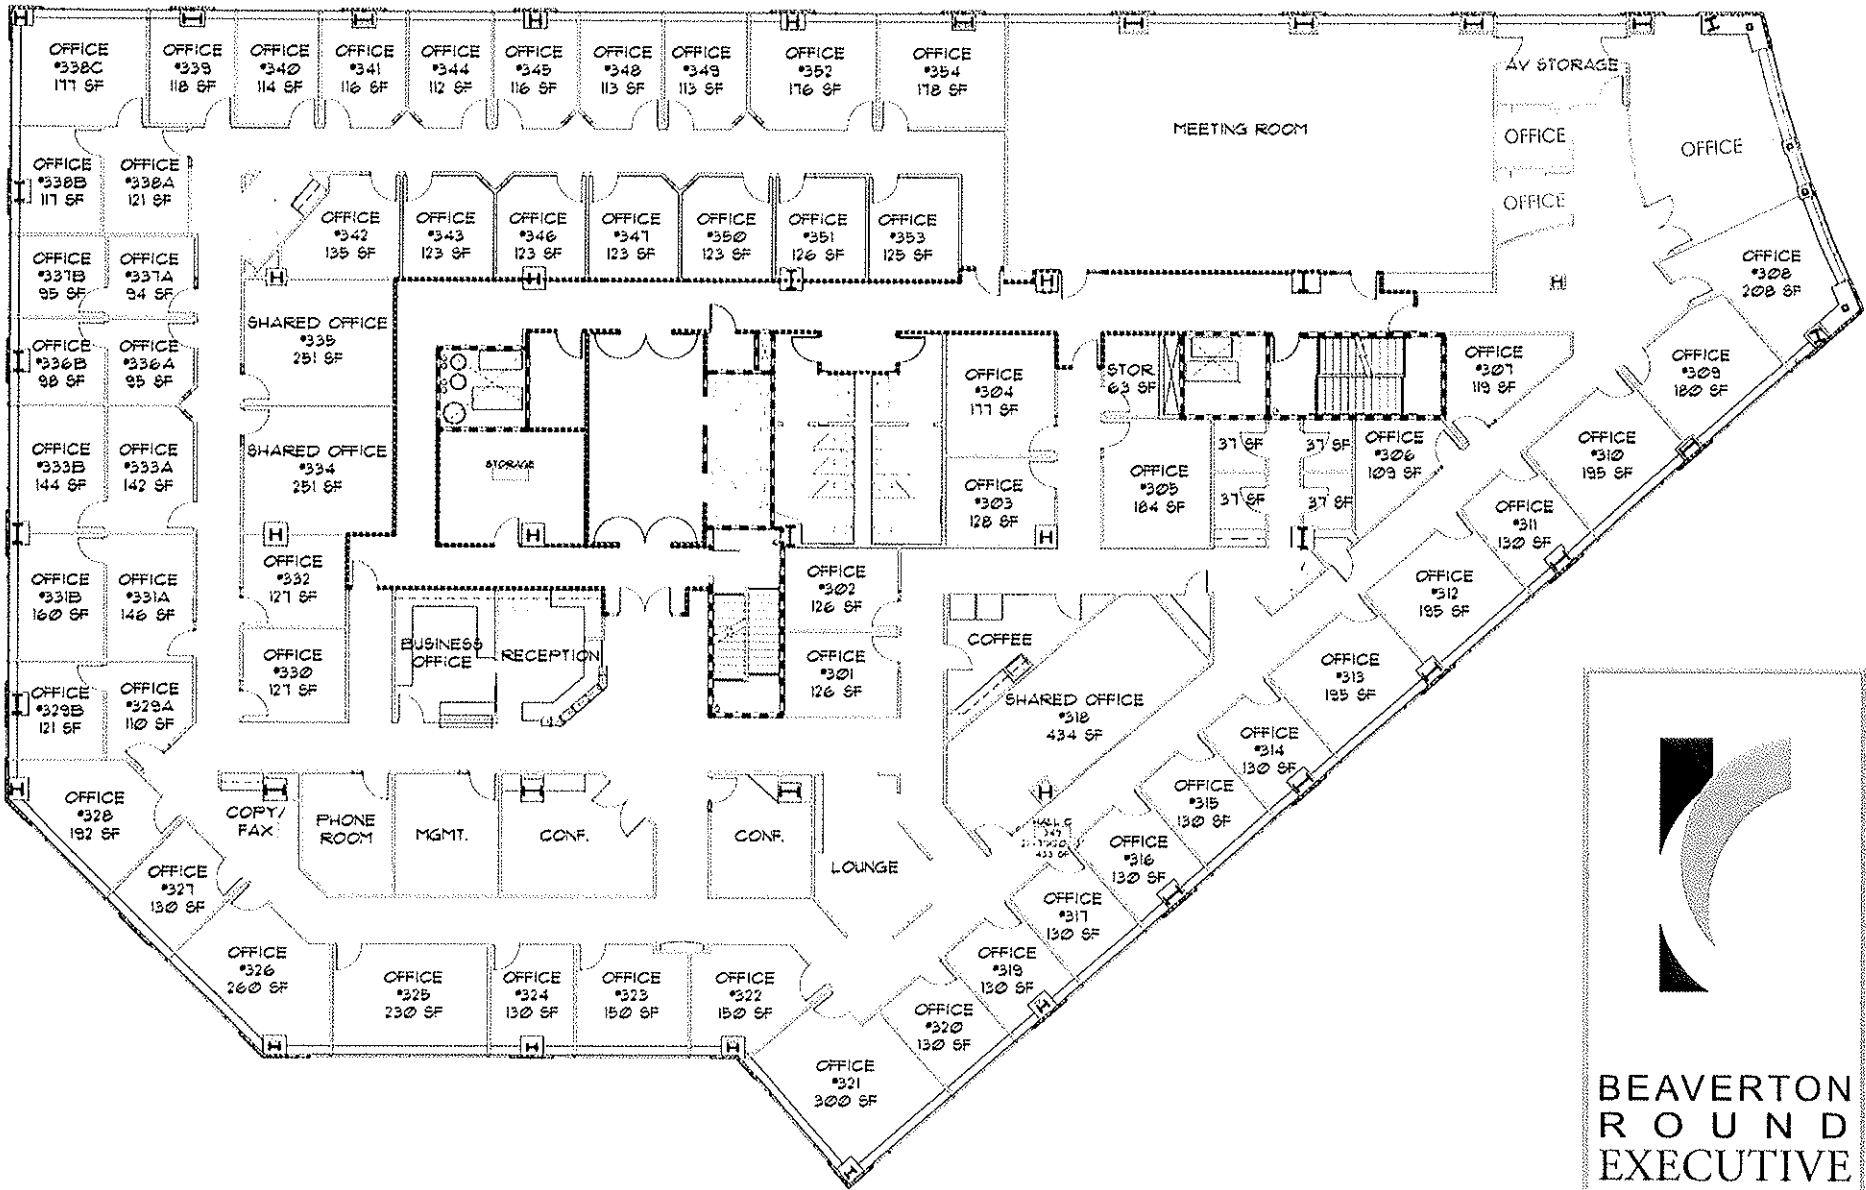 OFFICE
#338C
177 SF
OFFICE
#339
118 SF
OFFICE
#340
114 SF
OFFICE
#341
116 SF
OFFICE
#344
112 SF
OFFICE
#345
116 SF
OFFICE
#348
113 SF
OFFICE
#349
113 SF
OFFICE
#352
176 SF
OFFICE
#354
178 SF
MEETING ROOM
AV STORAGE
OFFICE
OFFICE
OFFICE
OFFICE
#338B
117 SF
OFFICE
#338A
121 SF
OFFICE
#342
135 SF
OFFICE
#343
123 SF
OFFICE
#346
123 SF
OFFICE
#347
123 SF
OFFICE
#350
123 SF
OFFICE
#351
126 SF
OFFICE
#353
125 SF
OFFICE
#308
208 SF
OFFICE
#337B
95 SF
OFFICE
#337A
94 SF
SHARED OFFICE
#335
251 SF
OFFICE
#336B
98 SF
OFFICE
#336A
95 SF
OFFICE
#304
177 SF
STOR.
63 SF
OFFICE
#307
119 SF
OFFICE
#309
180 SF
OFFICE
#333B
144 SF
OFFICE
#333A
142 SF
SHARED OFFICE
#334
251 SF
STORAGE
OFFICE
#303
128 SF
OFFICE
#305
184 SF
37 SF
37 SF
37 SF
37 SF
OFFICE
#306
109 SF
OFFICE
#310
195 SF
OFFICE
#311
130 SF
OFFICE
#331B
160 SF
OFFICE
#331A
146 SF
OFFICE
#332
127 SF
OFFICE
#302
126 SF
OFFICE
#312
195 SF
OFFICE
#330
127 SF
BUSINESS
OFFICE
RECEPTION
OFFICE
#301
126 SF
COFFEE
SHARED OFFICE
#318
434 SF
OFFICE
#313
195 SF
OFFICE
#329B
121 SF
OFFICE
#329A
110 SF
OFFICE
#314
130 SF
OFFICE
#328
192 SF
COPY/
FAX
PHONE
ROOM
MGMT.
CONF.
CONF.
LOUNGE
OFFICE
#315
130 SF
OFFICE
#316
130 SF
OFFICE
#327
130 SF
OFFICE
#317
130 SF
OFFICE
#326
260 SF
OFFICE
#325
230 SF
OFFICE
#324
130 SF
OFFICE
#323
150 SF
OFFICE
#322
150 SF
OFFICE
#319
130 SF
OFFICE
#320
130 SF
OFFICE
#321
300 SF
BEAVERTON
ROUND
EXECUTIVE